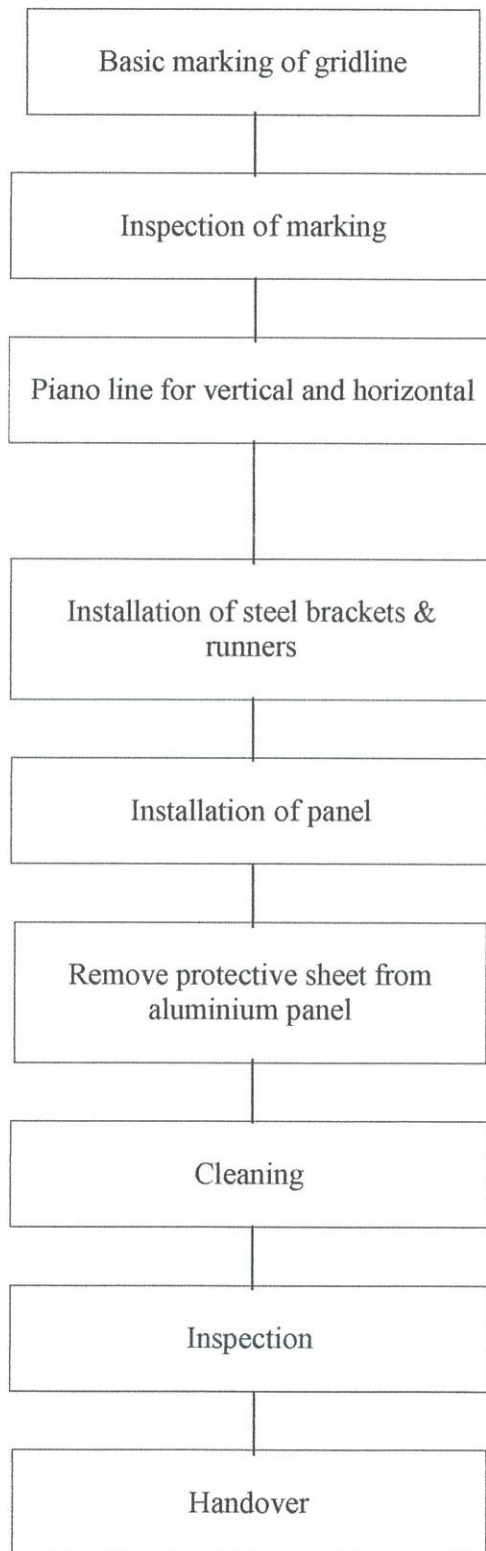 Basic marking of gridline
Inspection of marking
Piano line for vertical and horizontal
Installation of steel brackets &
runners
Installation of panel
Remove protective sheet from
aluminium panel
Cleaning
Inspection
Handover